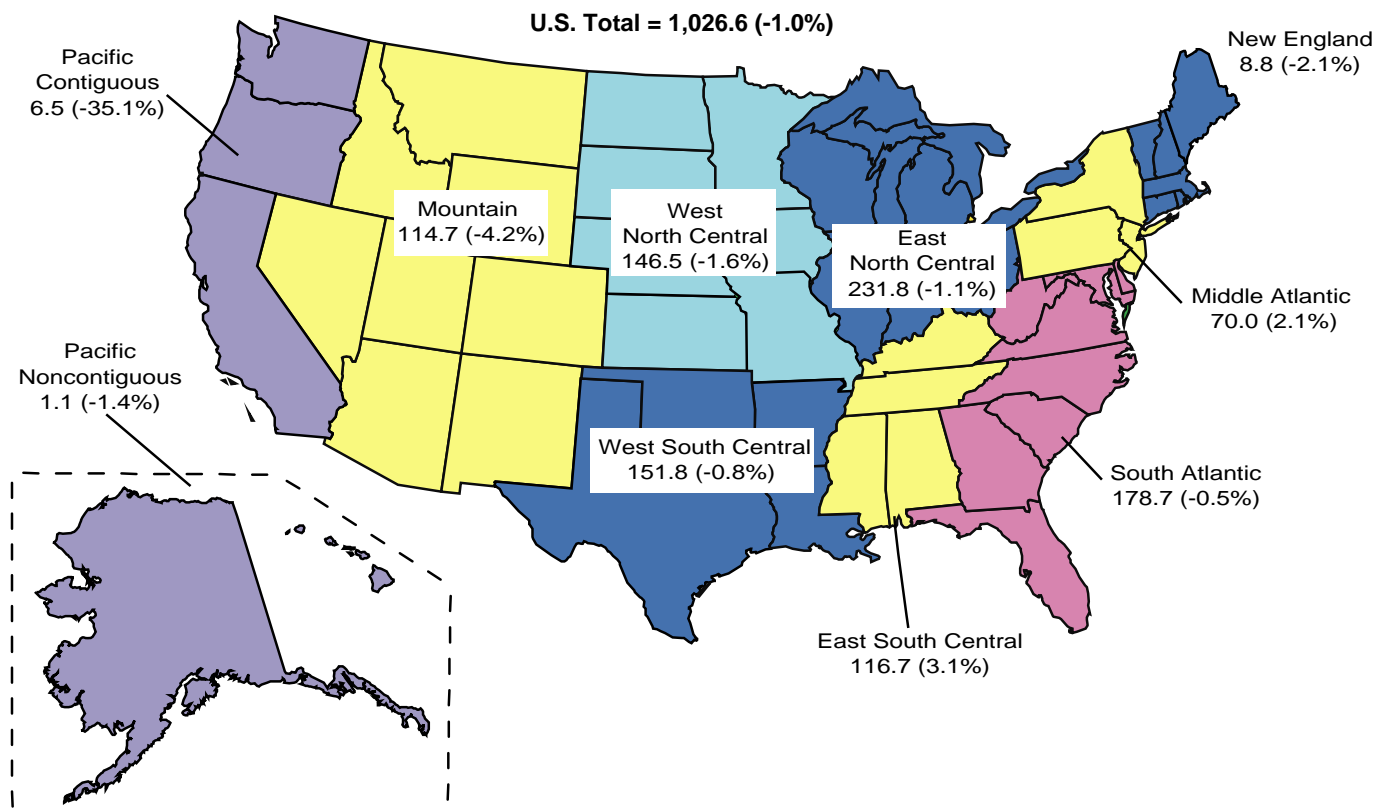 U.S. Total = 1,026.6 (-1.0%)
New England
8.8 (-2.1%)
Pacific
Contiguous
6.5 (-35.1%)
Mountain
114.7 (-4.2%)
West
North Central
146.5 (-1.6%)
East
North Central
231.8 (-1.1%)
Middle Atlantic
70.0 (2.1%)
Pacific
Noncontiguous
1.1 (-1.4%)
West South Central
151.8 (-0.8%)
South Atlantic
178.7 (-0.5%)
East South Central
116.7 (3.1%)